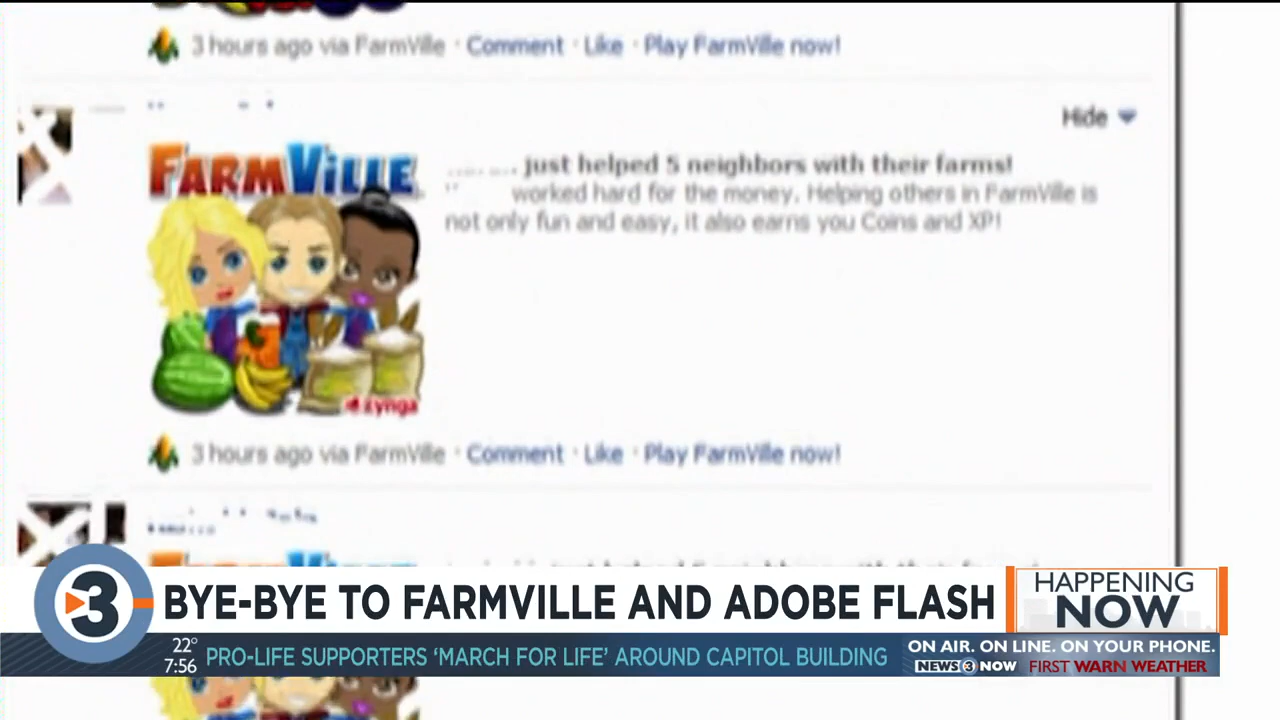 3 hours ago via FarmVille · Comment · Like · Play FarmVille now!
Hide
FARMVILLE
just helped 5 neighbors with their farms!
worked hard for the money. Helping others in FarmVille is
not only fun and easy, it also earns you Coins and XP!
zynga
3 hours ago via FarmVille · Comment · Like · Play FarmVille now!
3
BYE-BYE TO FARMVILLE AND ADOBE FLASH
HAPPENING
NOW
22°
7:56
PRO-LIFE SUPPORTERS ‘MARCH FOR LIFE’ AROUND CAPITOL BUILDING
ON AIR. ON LINE. ON YOUR PHONE.
NEWS 3 NOW FIRST WARN WEATHER